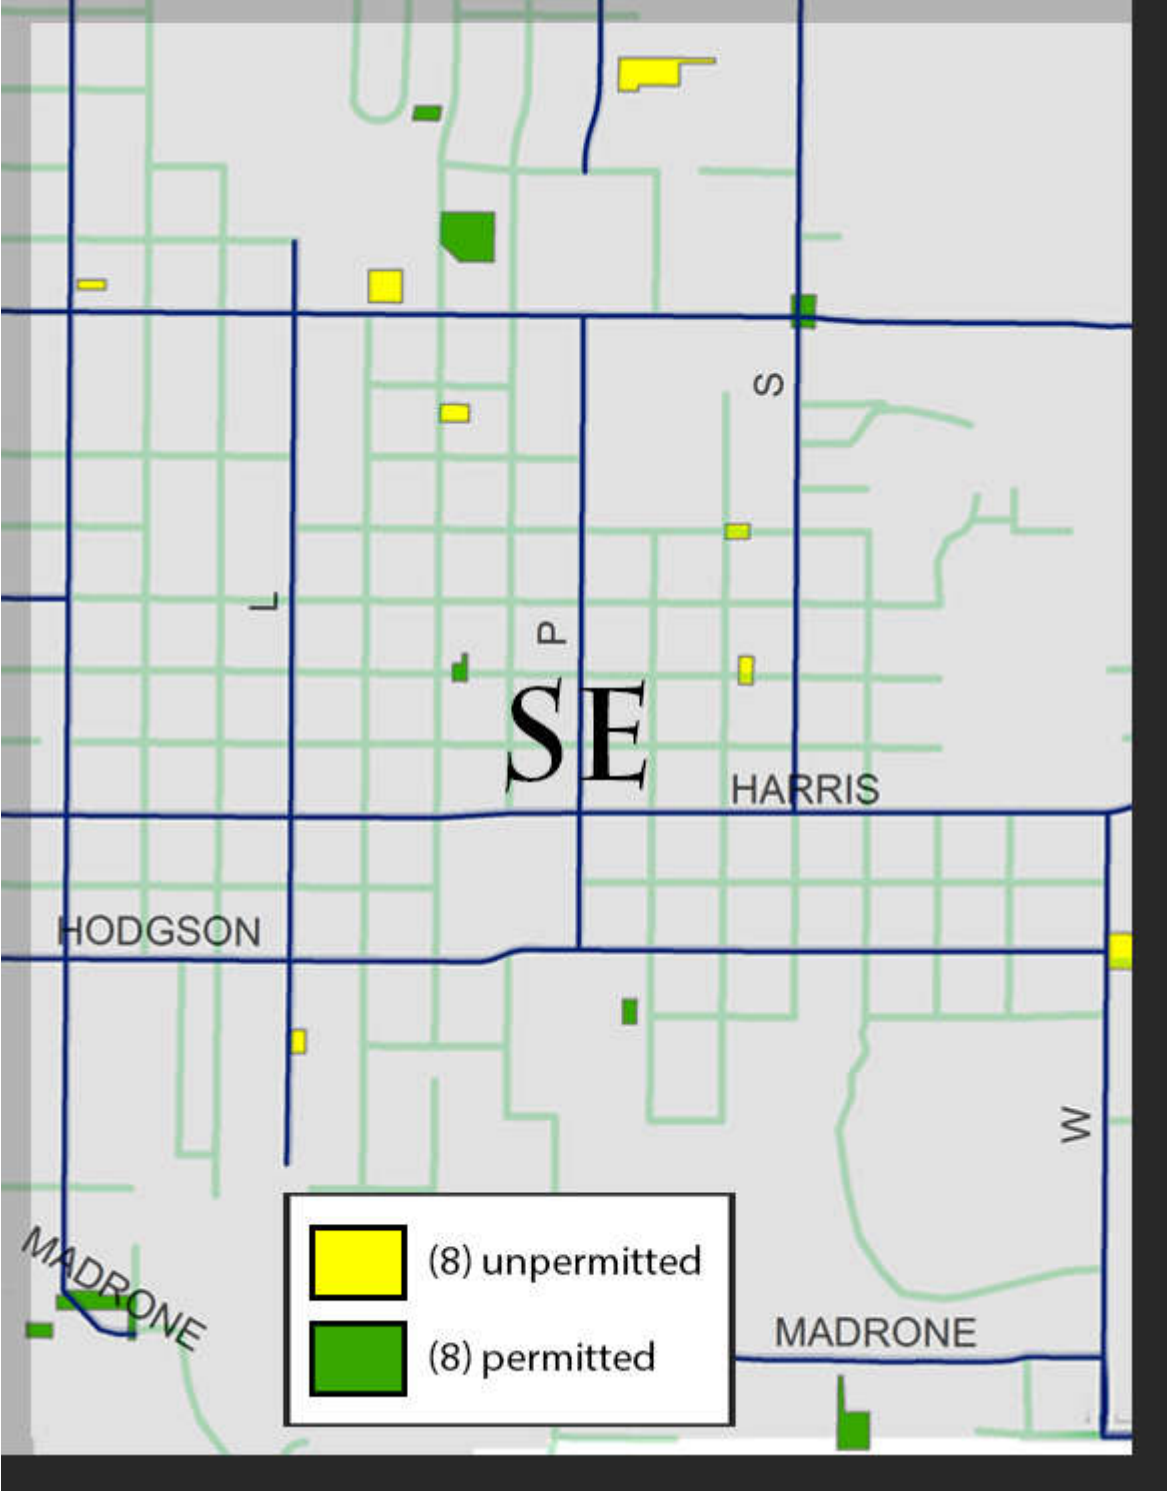 S
L
P
SE
HARRIS
HODGSON
W
MADRONE
(8) unpermitted
(8) permitted
MADRONE